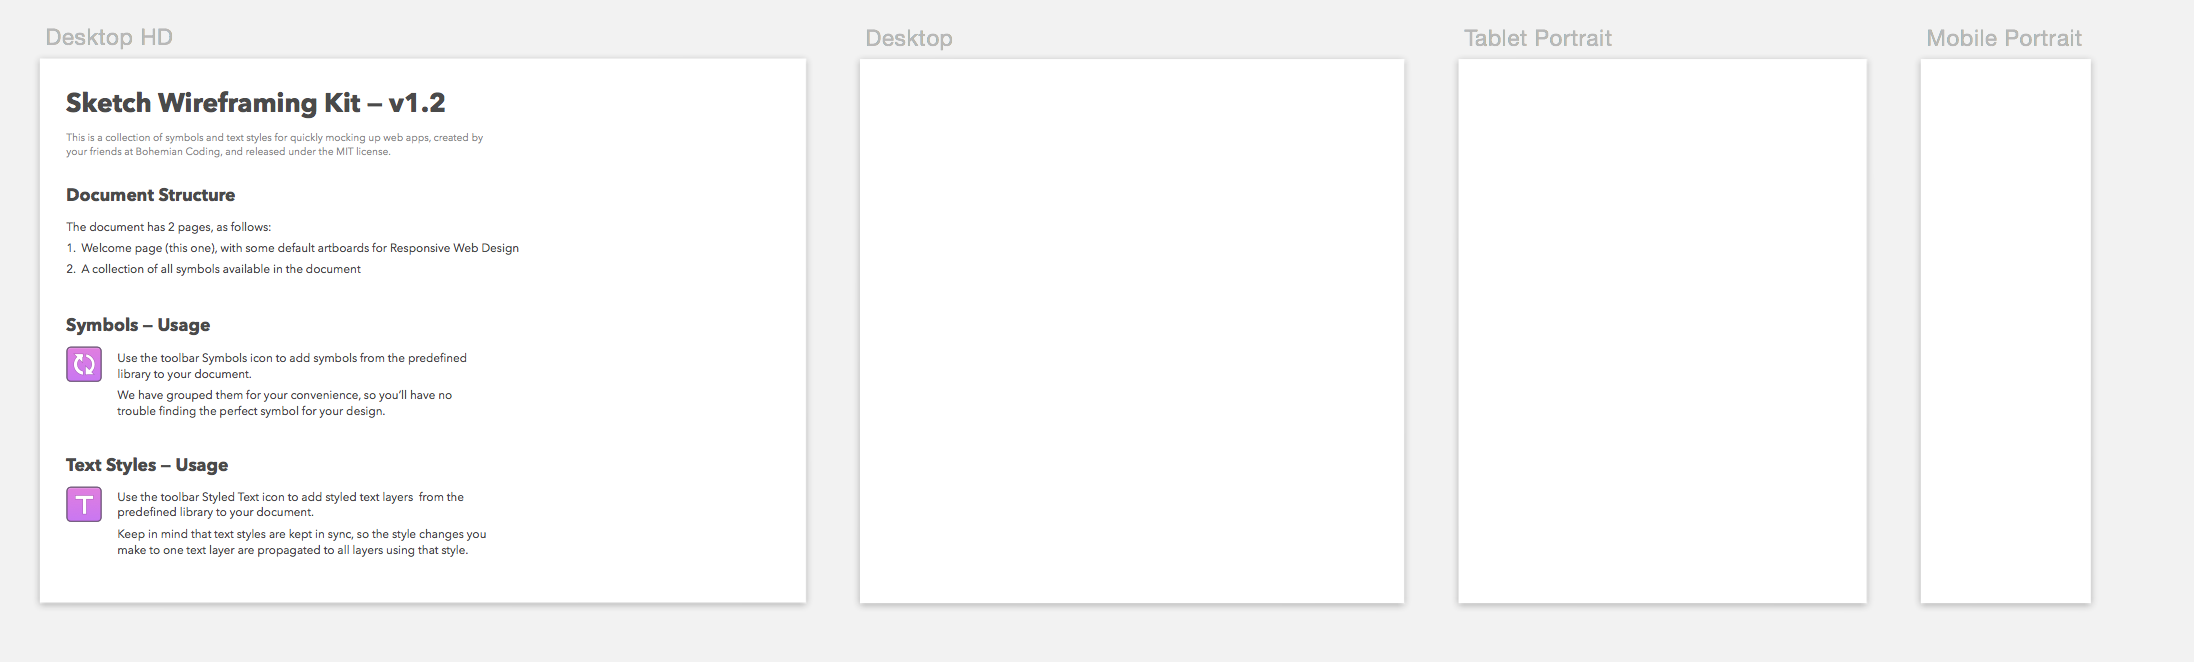 Desktop HD
Desktop
Tablet Portrait
Mobile Portrait
Sketch Wireframing Kit – v1.2
This is a collection of symbols and text styles for quickly mocking up web apps, created by
your friends at Bohemian Coding, and released under the MIT license.
Document Structure
The document has 2 pages, as follows:
1. Welcome page (this one), with some default artboards for Responsive Web Design
2. A collection of all symbols available in the document
Symbols – Usage
Use the toolbar Symbols icon to add symbols from the predefined
library to your document.
We have grouped them for your convenience, so you’ll have no
trouble finding the perfect symbol for your design.
Text Styles – Usage
T
Use the toolbar Styled Text icon to add styled text layers  from the
predefined library to your document.
Keep in mind that text styles are kept in sync, so the style changes you
make to one text layer are propagated to all layers using that style.